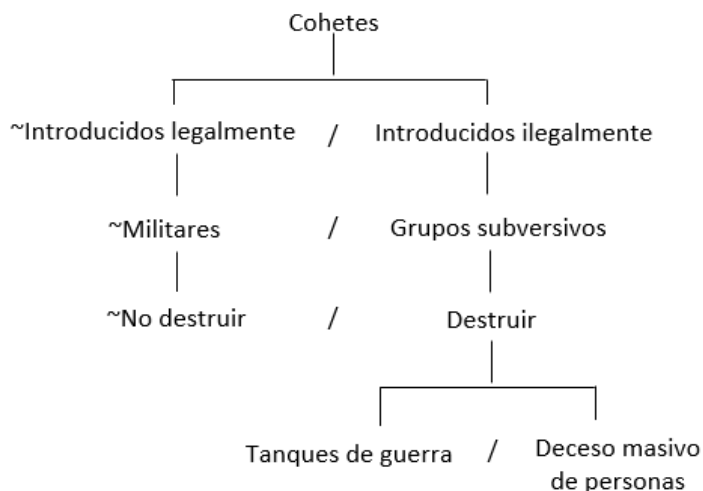 Cohetes
~Introducidos legalmente / Introducidos ilegalmente
~Militares / Grupos subversivos
~No destruir / Destruir
Tanques de guerra / Deceso masivo
de personas